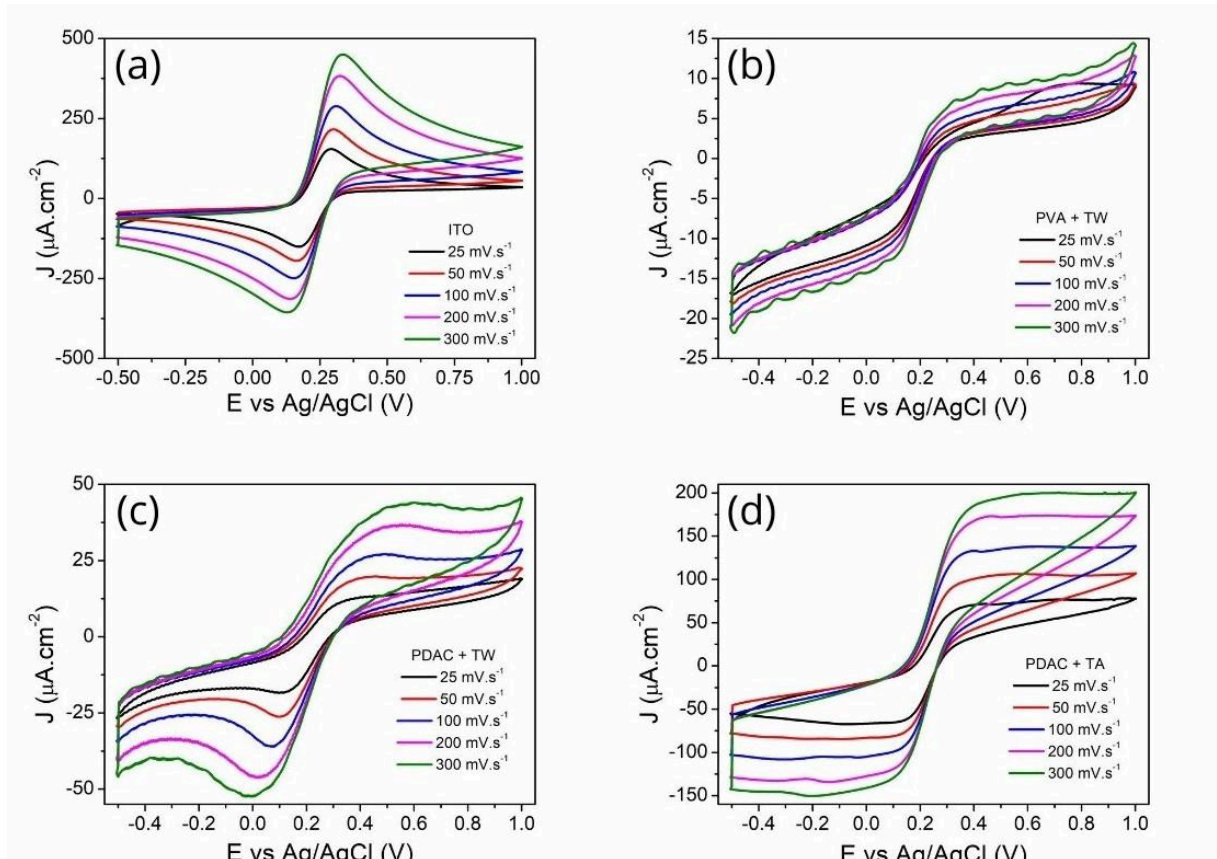 (a)
500
250
0
-250
-500
J (μA.cm⁻²)
ITO
25 mV.s⁻¹
50 mV.s⁻¹
100 mV.s⁻¹
200 mV.s⁻¹
300 mV.s⁻¹
-0.50 -0.25 0.00 0.25 0.50 0.75 1.00
E vs Ag/AgCl (V)
(b)
15
10
5
0
-5
-10
-15
-20
-25
J (μA.cm⁻²)
PVA + TW
25 mV.s⁻¹
50 mV.s⁻¹
100 mV.s⁻¹
200 mV.s⁻¹
300 mV.s⁻¹
-0.4 -0.2 0.0 0.2 0.4 0.6 0.8 1.0
E vs Ag/AgCl (V)
(c)
50
25
0
-25
-50
J (μA.cm⁻²)
PDAC + TW
25 mV.s⁻¹
50 mV.s⁻¹
100 mV.s⁻¹
200 mV.s⁻¹
300 mV.s⁻¹
-0.4 -0.2 0.0 0.2 0.4 0.6 0.8 1.0
E vs Ag/AgCl (V)
(d)
200
150
100
50
0
-50
-100
-150
J (μA.cm⁻²)
PDAC + TA
25 mV.s⁻¹
50 mV.s⁻¹
100 mV.s⁻¹
200 mV.s⁻¹
300 mV.s⁻¹
-0.4 -0.2 0.0 0.2 0.4 0.6 0.8 1.0
E vs Ag/AgCl (V)